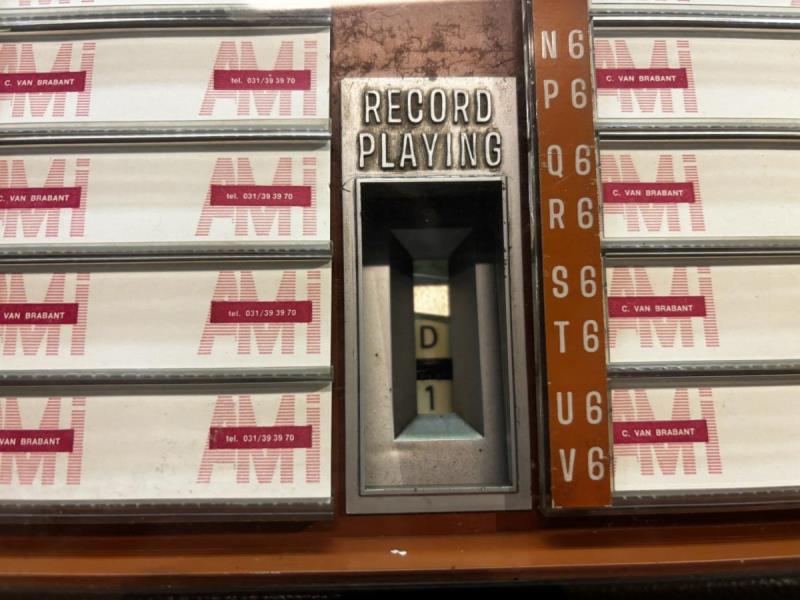 AMi
C. VAN BRABANT
AMi
tel. 031/39 39 70
AMi
C. VAN BRABANT
AMi
tel. 031/39 39 70
AMi
C. VAN BRABANT
AMi
tel. 031/39 39 70
AMi
VAN BRABANT
AMi
tel. 031/39 39 70
RECORD
PLAYING
D
1
N6
P6
Q6
R6
S6
T6
U6
V6
AMi
C. VAN BRABANT
AMi
C. VAN BRABANT
AMi
C. VAN BRABANT
AMi
C. VAN BRABANT